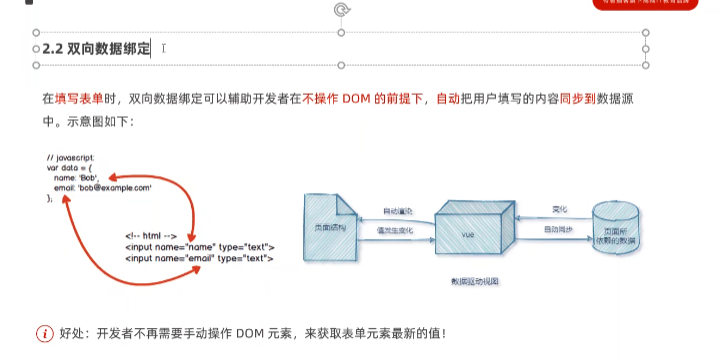 2.2 双向数据绑定
在填写表单时，双向数据绑定可以辅助开发者在不操作 DOM 的前提下，自动把用户填写的内容同步到数据源
中。示意图如下：
// javascript:
var data = {
name: 'Bob',
email: 'bob@example.com'
};
<!-- html -->
<input name="name" type="text">
<input name="email" type="text">
页面结构
自动渲染
值发生变化
vue
变化
自动同步
页面所
依赖的数据
数据驱动视图
i 好处：开发者不再需要手动操作 DOM 元素，来获取表单元素最新的值！